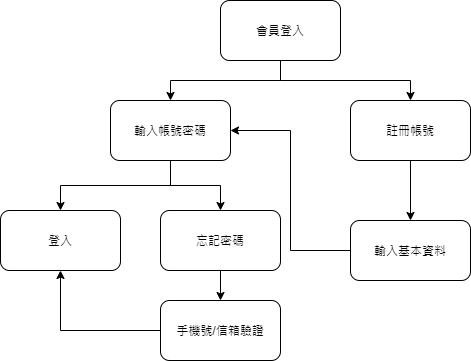 會員登入
輸入帳號密碼
註冊帳號
登入
忘記密碼
輸入基本資料
手機號/信箱驗證